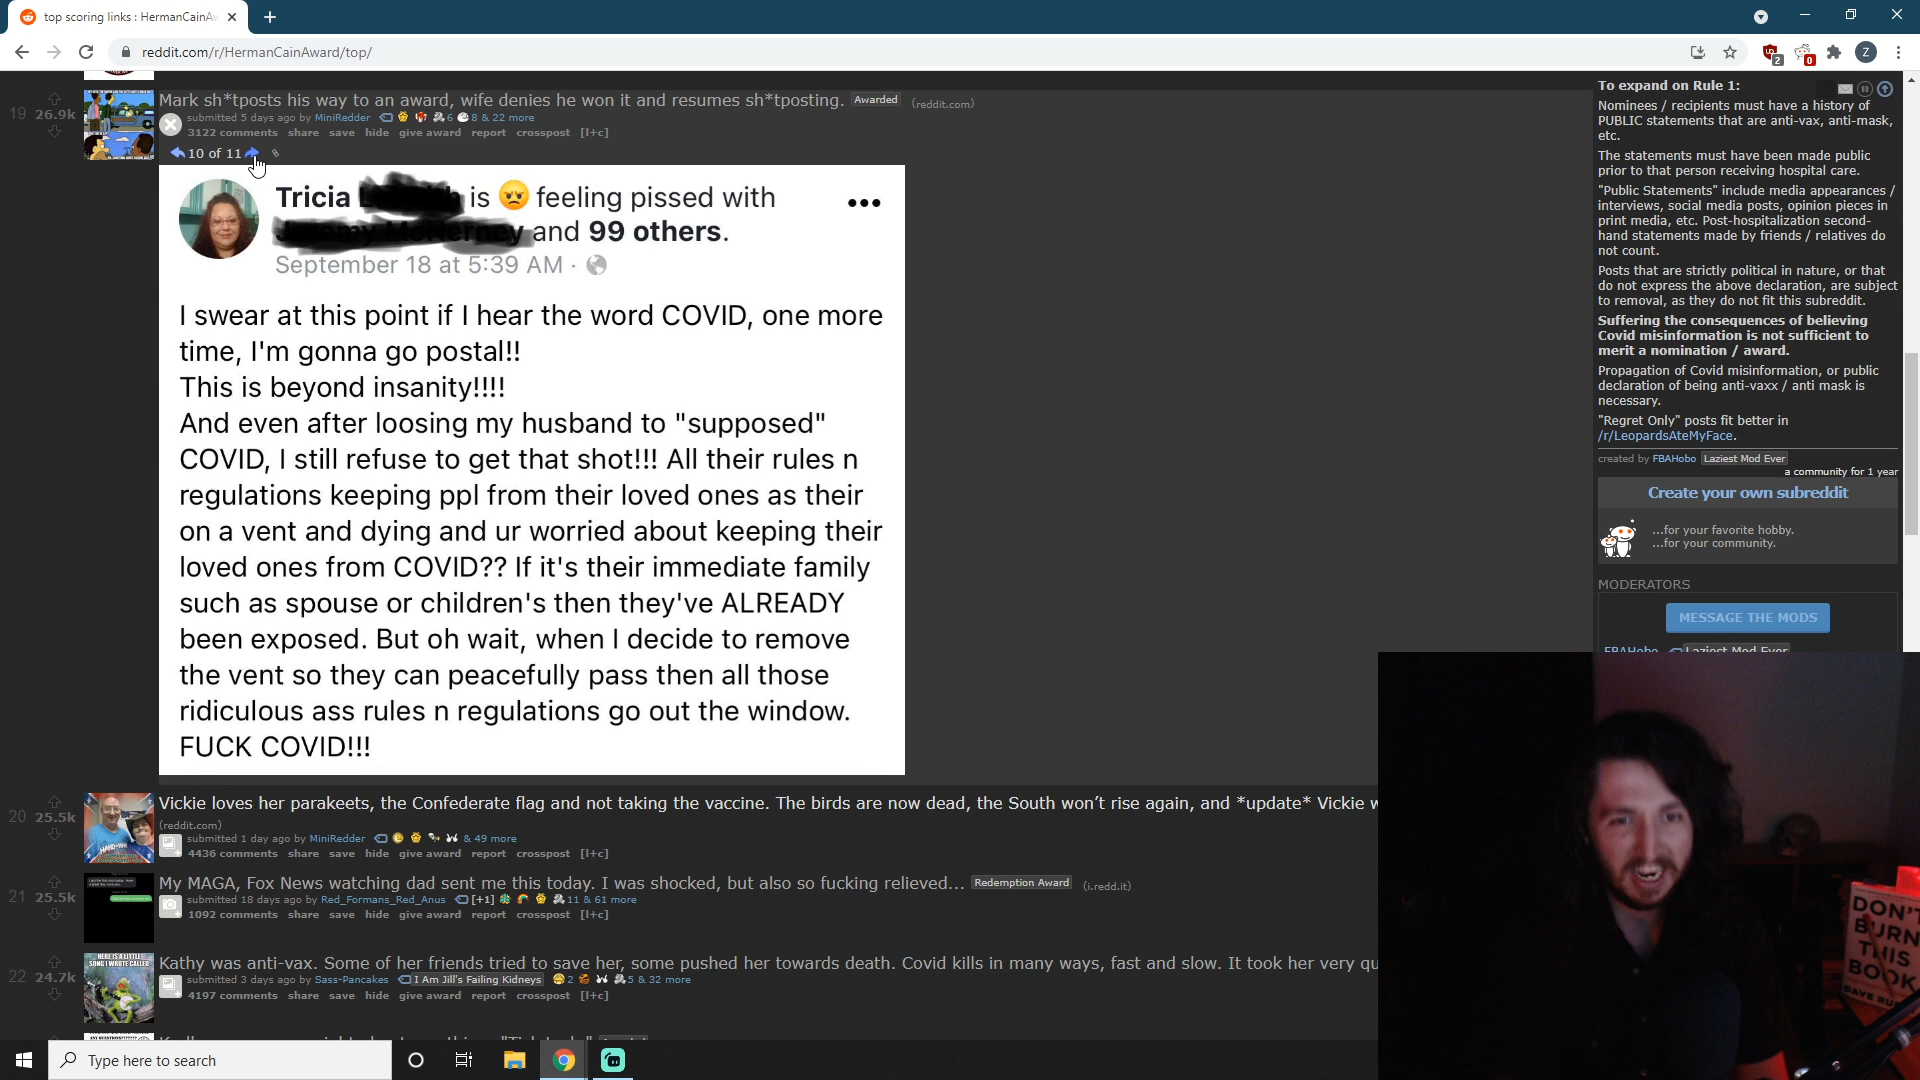 top scoring links : HermanCainAw
reddit.com/r/HermanCainAward/top/
2
0
Z
19
26.9k
Mark sh*tposts his way to an award, wife denies he won it and resumes sh*tposting. Awarded (reddit.com)
submitted 5 days ago by MiniRedder 6 8 & 22 more
3122 comments share save hide give award report crosspost [l+c]
10 of 11
Tricia is feeling pissed with
and 99 others.
September 18 at 5:39 AM ·
I swear at this point if I hear the word COVID, one more
time, I'm gonna go postal!!
This is beyond insanity!!!!
And even after loosing my husband to "supposed"
COVID, I still refuse to get that shot!!! All their rules n
regulations keeping ppl from their loved ones as their
on a vent and dying and ur worried about keeping their
loved ones from COVID?? If it's their immediate family
such as spouse or children's then they've ALREADY
been exposed. But oh wait, when I decide to remove
the vent so they can peacefully pass then all those
ridiculous ass rules n regulations go out the window.
FUCK COVID!!!
20
25.5k
Vickie loves her parakeets, the Confederate flag and not taking the vaccine. The birds are now dead, the South won't rise again, and *update* Vickie w
(reddit.com)
submitted 1 day ago by MiniRedder & 49 more
4436 comments share save hide give award report crosspost [l+c]
21
25.5k
My MAGA, Fox News watching dad sent me this today. I was shocked, but also so fucking relieved... Redemption Award (i.redd.it)
submitted 18 days ago by Red_Formans_Red_Anus [+1] 11 & 61 more
1092 comments share save hide give award report crosspost [l+c]
22
24.7k
HERE IS A LITTLE
SONG I WROTE CALLED
Kathy was anti-vax. Some of her friends tried to save her, some pushed her towards death. Covid kills in many ways, fast and slow. It took her very qu
submitted 3 days ago by Sass-Pancakes I Am Jill's Failing Kidneys 2 5 & 32 more
4197 comments share save hide give award report crosspost [l+c]
To expand on Rule 1:
Nominees / recipients must have a history of
PUBLIC statements that are anti-vax, anti-mask,
etc.
The statements must have been made public
prior to that person receiving hospital care.
"Public Statements" include media appearances /
interviews, social media posts, opinion pieces in
print media, etc. Post-hospitalization second-
hand statements made by friends / relatives do
not count.
Posts that are strictly political in nature, or that
do not express the above declaration, are subject
to removal, as they do not fit this subreddit.
Suffering the consequences of believing
Covid misinformation is not sufficient to
merit a nomination / award.
Propagation of Covid misinformation, or public
declaration of being anti-vaxx / anti mask is
necessary.
"Regret Only" posts fit better in
/r/LeopardsAteMyFace.
created by FBAHobo Laziest Mod Ever
a community for 1 year
Create your own subreddit
...for your favorite hobby.
...for your community.
MODERATORS
MESSAGE THE MODS
FBAHobo Laziest Mod Ever
DON'T
BURN
THIS
BOOK
DAVE RU
Type here to search